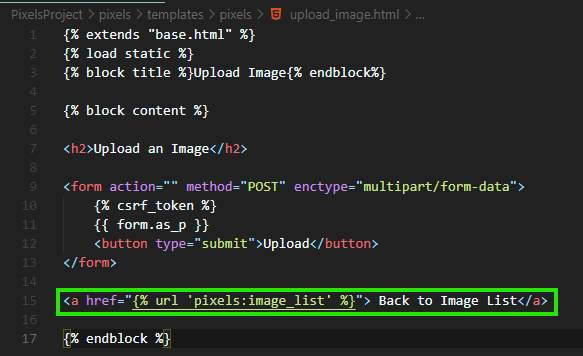 PixelsProject > pixels > templates > pixels > upload_image.html > ...
1 {% extends "base.html" %}
2 {% load static %}
3 {% block title %}Upload Image{% endblock%}
4
5 {% block content %}
6
7 <h2>Upload an Image</h2>
8
9 <form action="" method="POST" enctype="multipart/form-data">
10 {% csrf_token %}
11 {{ form.as_p }}
12 <button type="submit">Upload</button>
13 </form>
14
15 <a href="{% url 'pixels:image_list' %}"> Back to Image List</a>
16
17 {% endblock %}